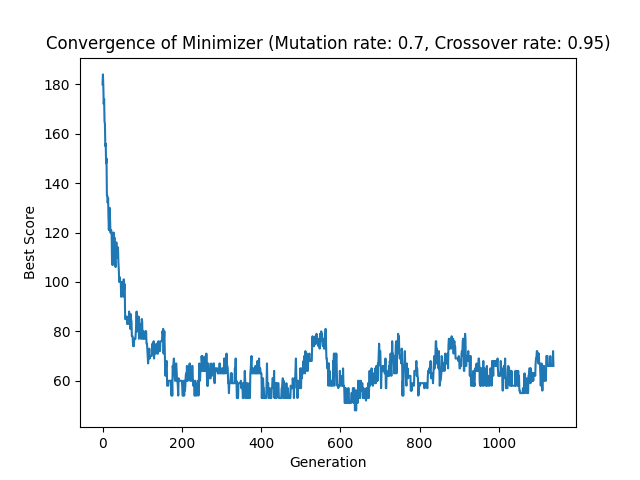 Convergence of Minimizer (Mutation rate: 0.7, Crossover rate: 0.95)
180
160
140
120
100
80
60
Best Score
0 200 400 600 800 1000
Generation